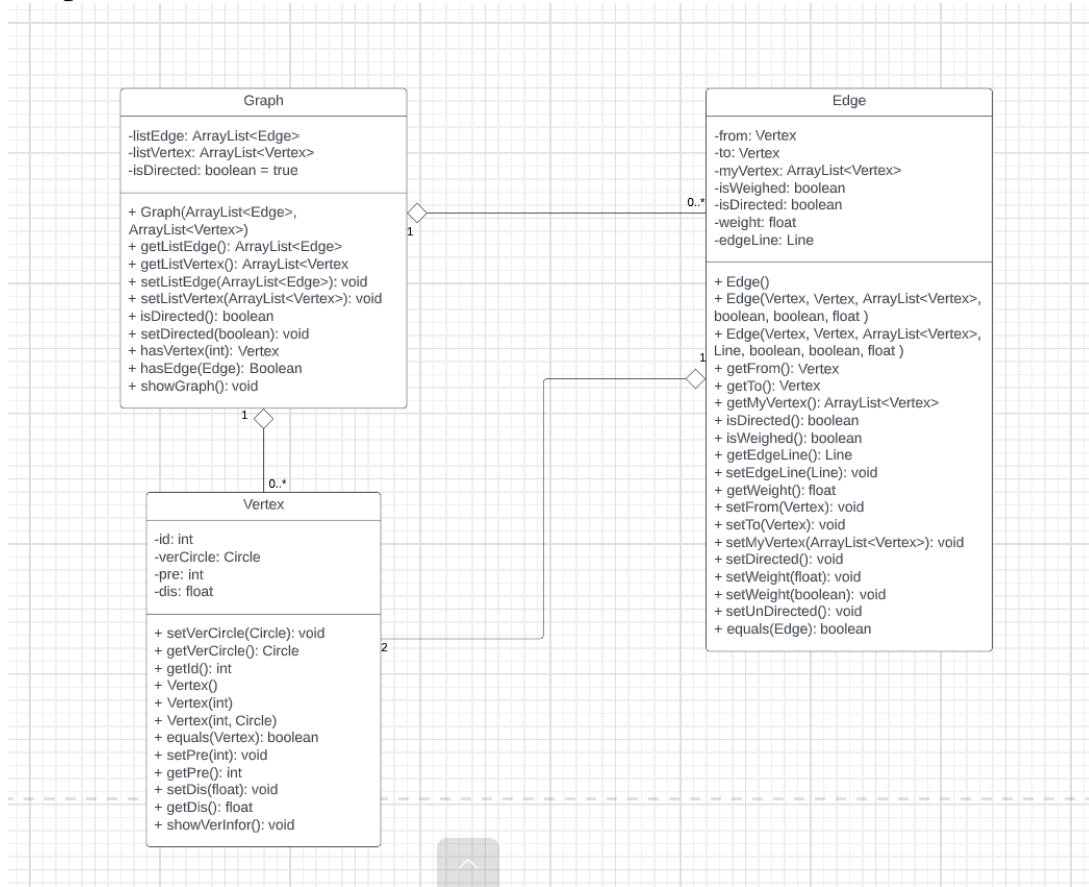 Graph
-listEdge: ArrayList<Edge>
-listVertex: ArrayList<Vertex>
-isDirected: boolean = true
+ Graph(ArrayList<Edge>,
ArrayList<Vertex>)
+ getListEdge(): ArrayList<Edge>
+ getListVertex(): ArrayList<Vertex
+ setListEdge(ArrayList<Edge>): void
+ setListVertex(ArrayList<Vertex>): void
+ isDirected(): boolean
+ setDirected(boolean): void
+ hasVertex(int): Vertex
+ hasEdge(Edge): Boolean
+ showGraph(): void
1
0..*
1
0..*
Edge
-from: Vertex
-to: Vertex
-myVertex: ArrayList<Vertex>
-isWeighed: boolean
-isDirected: boolean
-weight: float
-edgeLine: Line
+ Edge()
+ Edge(Vertex, Vertex, ArrayList<Vertex>,
boolean, boolean, float )
+ Edge(Vertex, Vertex, ArrayList<Vertex>,
Line, boolean, boolean, float )
+ getFrom(): Vertex
+ getTo(): Vertex
+ getMyVertex(): ArrayList<Vertex>
+ isDirected(): boolean
+ isWeighed(): boolean
+ getEdgeLine(): Line
+ setEdgeLine(Line): void
+ getWeight(): float
+ setFrom(Vertex): void
+ setTo(Vertex): void
+ setMyVertex(ArrayList<Vertex>): void
+ setDirected(): void
+ setWeight(float): void
+ setWeight(boolean): void
+ setUnDirected(): void
+ equals(Edge): boolean
1
2
Vertex
-id: int
-verCircle: Circle
-pre: int
-dis: float
+ setVerCircle(Circle): void
+ getVerCircle(): Circle
+ getId(): int
+ Vertex()
+ Vertex(int)
+ Vertex(int, Circle)
+ equals(Vertex): boolean
+ setPre(int): void
+ getPre(): int
+ setDis(float): void
+ getDis(): float
+ showVerInfor(): void